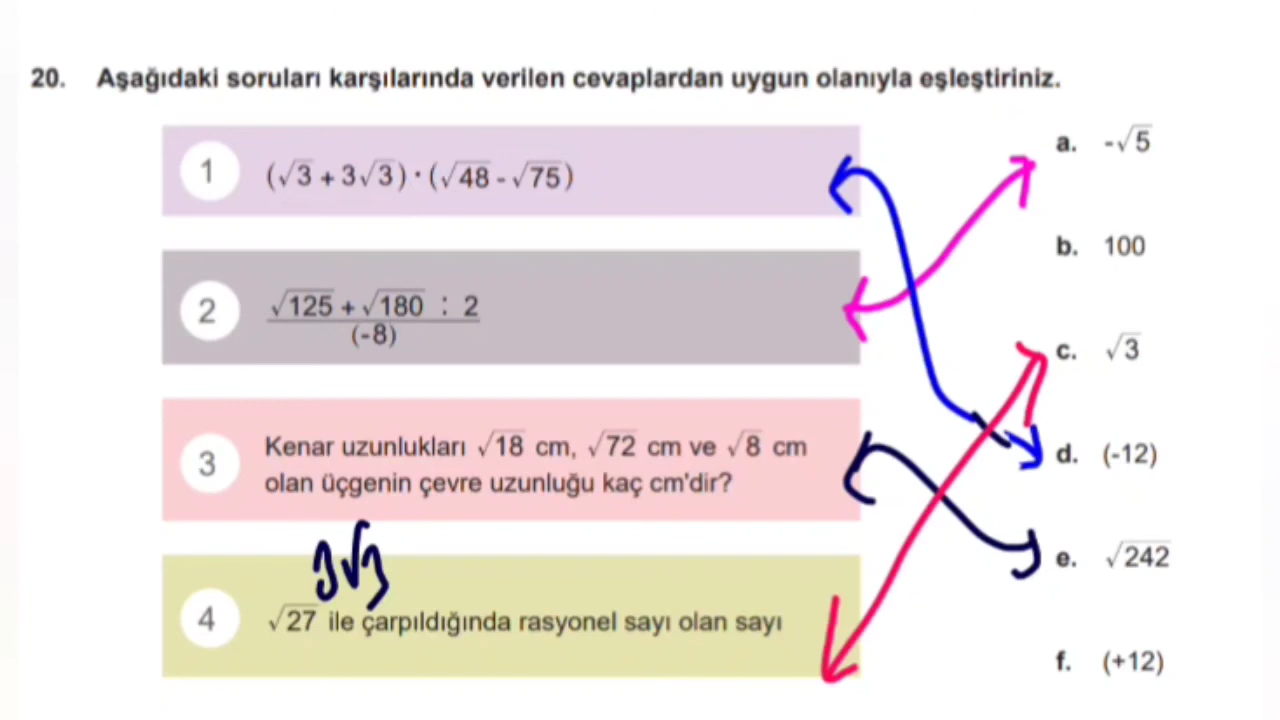 20. Aşağıdaki soruları karşılarında verilen cevaplardan uygun olanıyla eşleştiriniz.
1 (√3 + 3√3) · (√48 - √75)
2 √125 + √180 : 2
(-8)
3 Kenar uzunlukları √18 cm, √72 cm ve √8 cm
olan üçgenin çevre uzunluğu kaç cm'dir?
3√3
4 √27 ile çarpıldığında rasyonel sayı olan sayı
a. -√5
b. 100
c. √3
d. (-12)
e. √242
f. (+12)